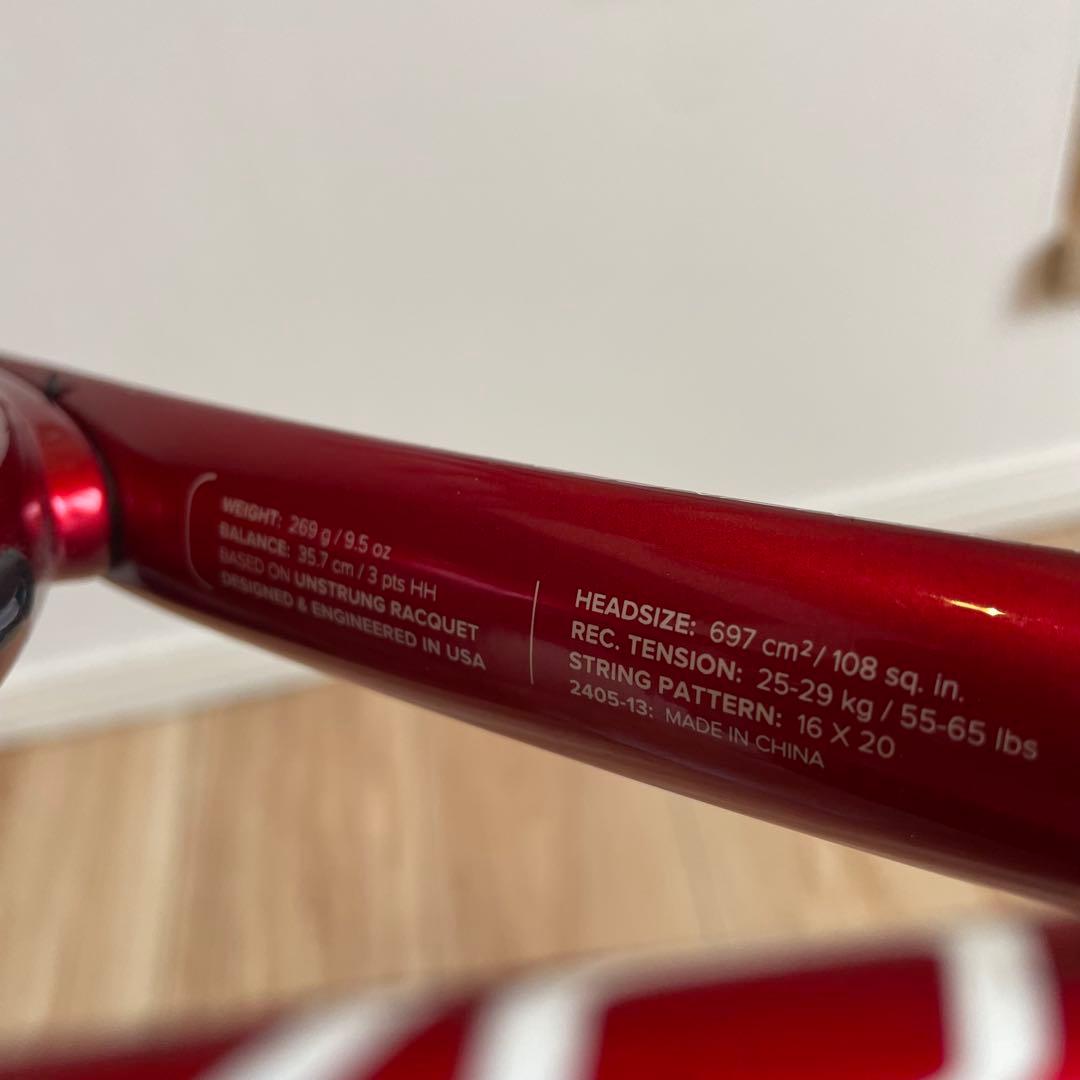 WEIGHT: 269 g / 9.5 oz
BALANCE: 35.7 cm / 3 pts HH
BASED ON UNSTRUNG RACQUET
DESIGNED & ENGINEERED IN USA
HEADSIZE: 697 cm² / 108 sq. in.
REC. TENSION: 25-29 kg / 55-65 lbs
STRING PATTERN: 16 X 20
2405-13: MADE IN CHINA